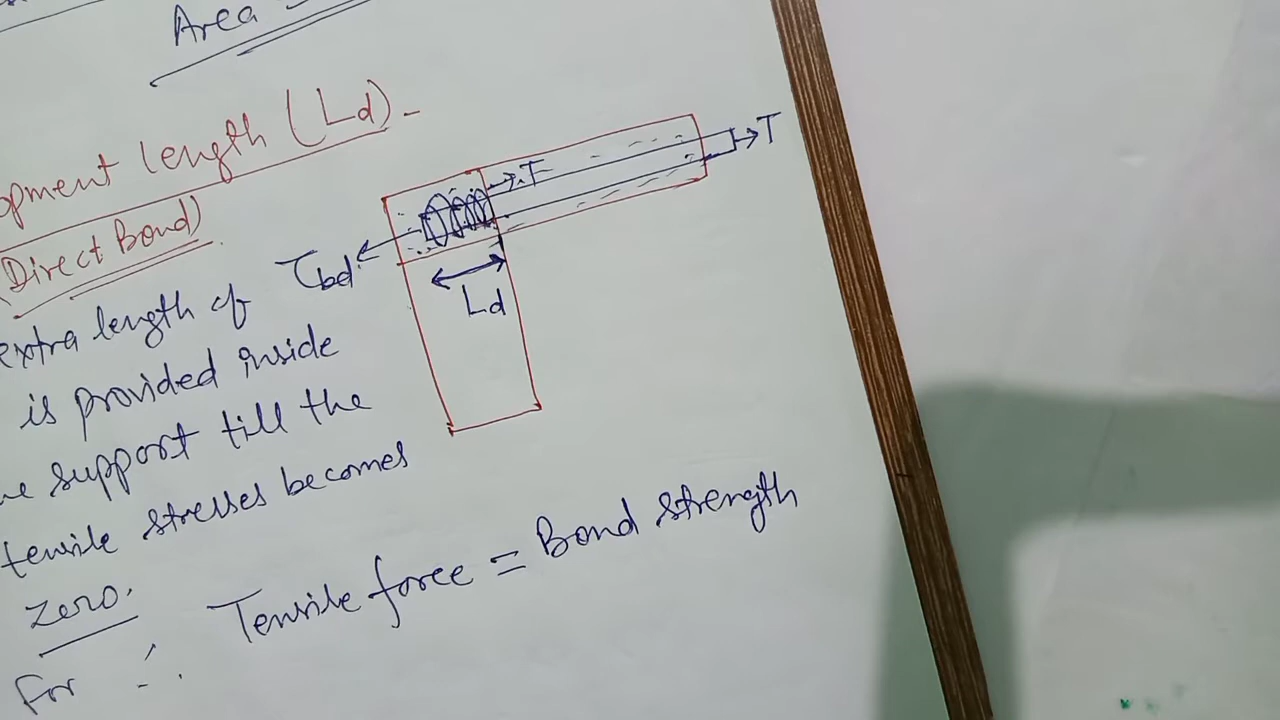 Area
opment length (Ld).-
(Direct Bond)
T
T
τbd
Ld
extra length of
is provided inside
support till the
tensile stresses becomes
zero.
For ∴ Tensile force = Bond strength